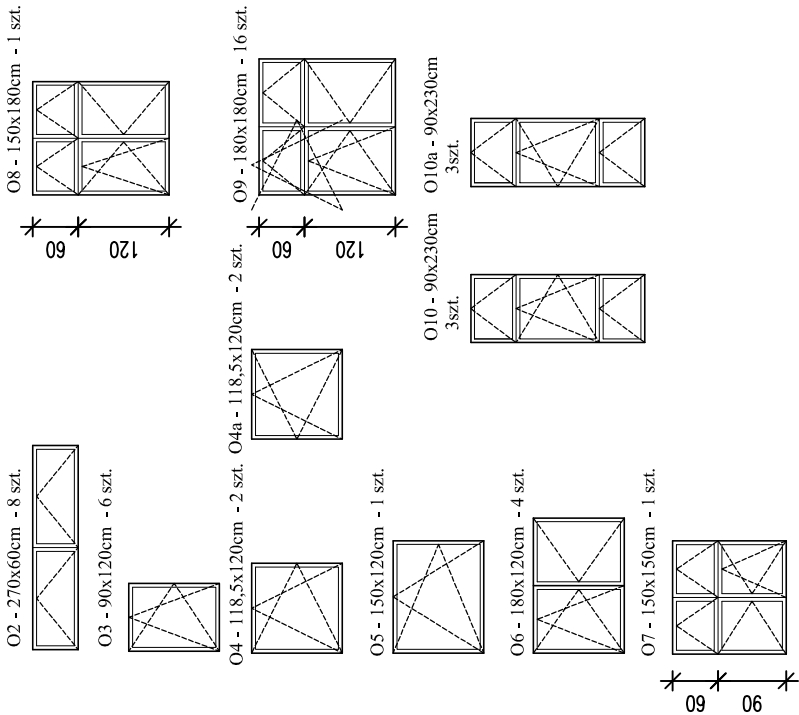 O2 - 270x60cm - 8 szt.
O3 - 90x120cm - 6 szt.
O4 - 118,5x120cm - 2 szt.
O4a - 118,5x120cm - 2 szt.
O5 - 150x120cm - 1 szt.
O6 - 180x120cm - 4 szt.
O7 - 150x150cm - 1 szt.
60
90
O8 - 150x180cm - 1 szt.
60
120
O9 - 180x180cm - 16 szt.
60
120
O10 - 90x230cm
3szt.
O10a - 90x230cm
3szt.